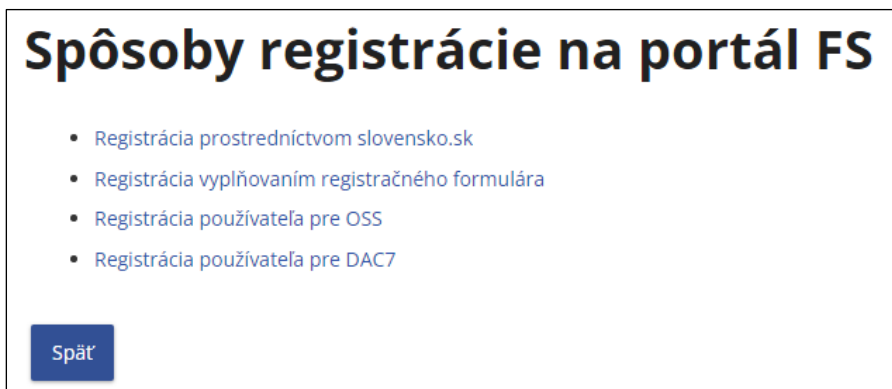 Spôsoby registrácie na portál FS
Registrácia prostredníctvom slovensko.sk
Registrácia vyplňovaním registračného formulára
Registrácia používateľa pre OSS
Registrácia používateľa pre DAC7
Späť